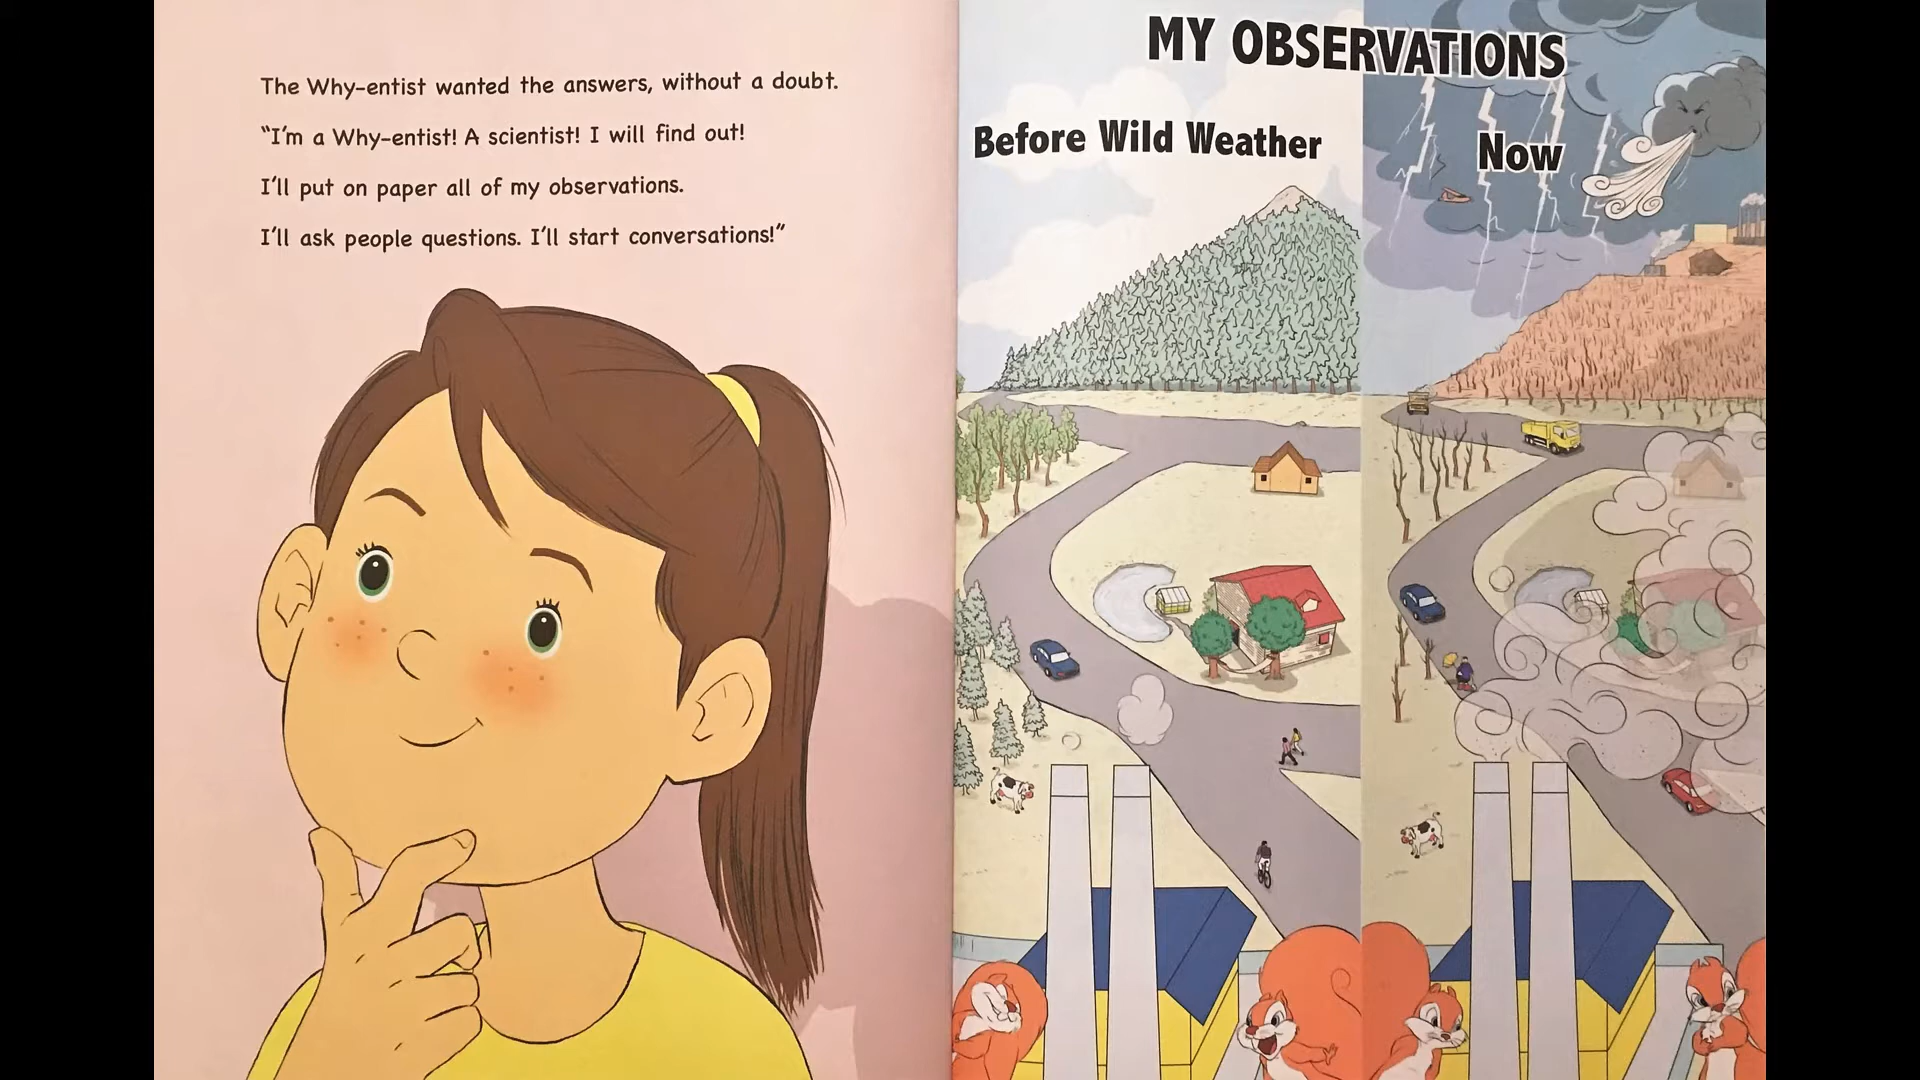 The Why-entist wanted the answers, without a doubt.
"I'm a Why-entist! A scientist! I will find out!
I'll put on paper all of my observations.
I'll ask people questions. I'll start conversations!"
MY OBSERVATIONS
Before Wild Weather
Now